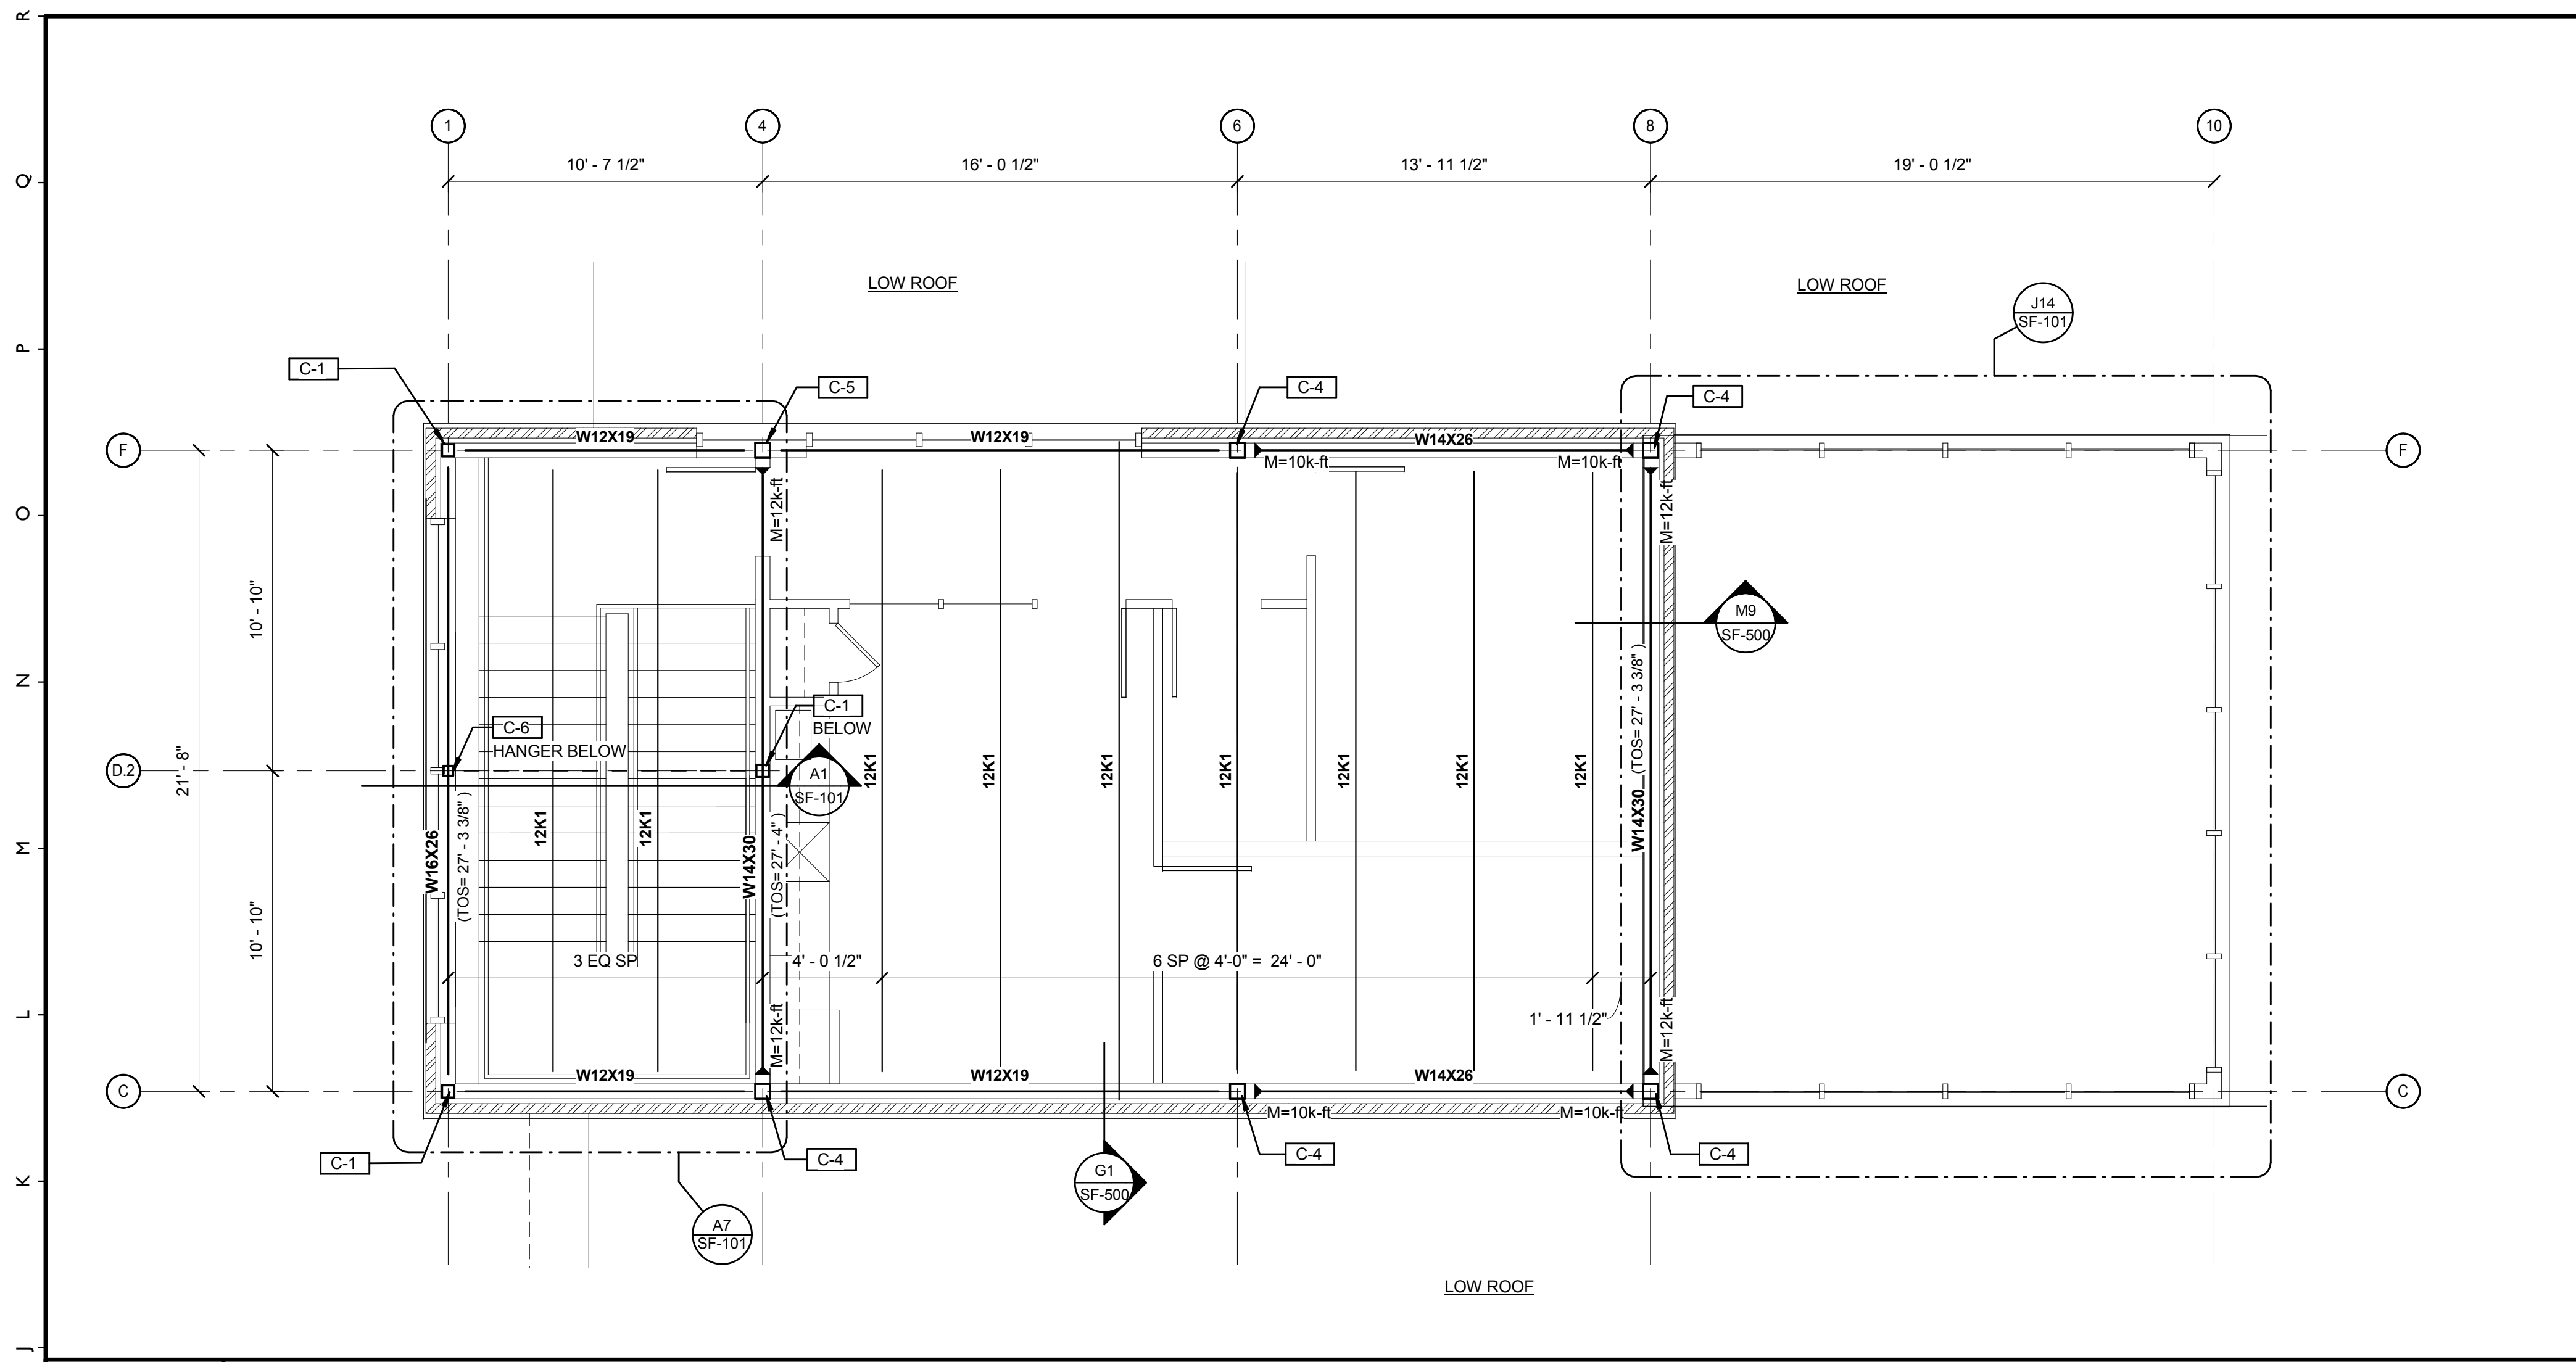 R
1
4
6
8
10
10' - 7 1/2"
16' - 0 1/2"
13' - 11 1/2"
19' - 0 1/2"
Q
LOW ROOF
LOW ROOF
J14
SF-101
P
C-1
C-5
C-4
C-4
F
W12X19
W12X19
W14X26
F
M=10k-ft
M=10k-ft
M=12k-ft
M=12k-ft
O
10' - 10"
M9
SF-500
N
(TOS= 27' - 3 3/8" )
C-1
BELOW
C-6
HANGER BELOW
21' - 8"
D.2
A1
SF-101
12K1
12K1
12K1
12K1
12K1
12K1
12K1
12K1
12K1
W14X30
M
W16X26
(TOS= 27' - 3 3/8" )
W14X30
(TOS= 27' - 4" )
10' - 10"
3 EQ SP
4' - 0 1/2"
6 SP @ 4'-0" = 24' - 0"
L
1' - 11 1/2"
M=12k-ft
M=12k-ft
W12X19
W12X19
W14X26
C
C
M=10k-ft
M=10k-ft
C-1
C-4
C-4
C-4
G1
SF-500
K
A7
SF-101
LOW ROOF
J